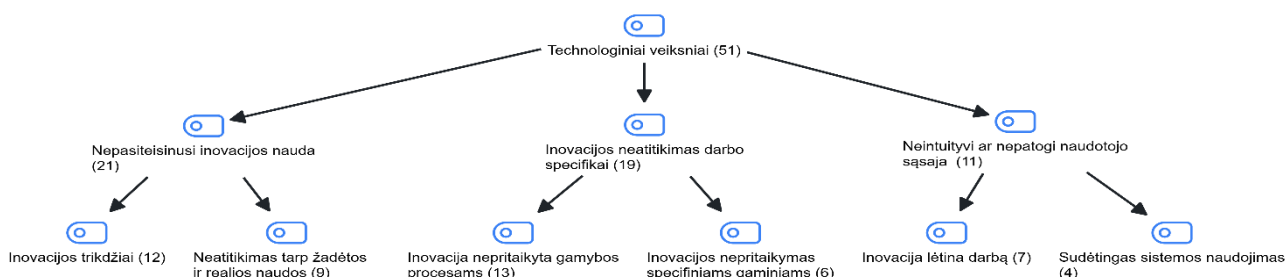 Technologiniai veiksniai (51)
Nepasiteisinusi inovacijos nauda
(21)
Inovacijos neatitikimas darbo
specifikai (19)
Neintuityvi ar nepatogi naudotojo
sąsaja (11)
Inovacijos trikdžiai (12)
Neatitikimas tarp žadėtos
ir realios naudos (9)
Inovacija nepritaikyta gamybos
procesams (13)
Inovacijos nepritaikymas
specifiniams gaminiams (6)
Inovacija lėtina darbą (7)
Sudėtingas sistemos naudojimas
(4)